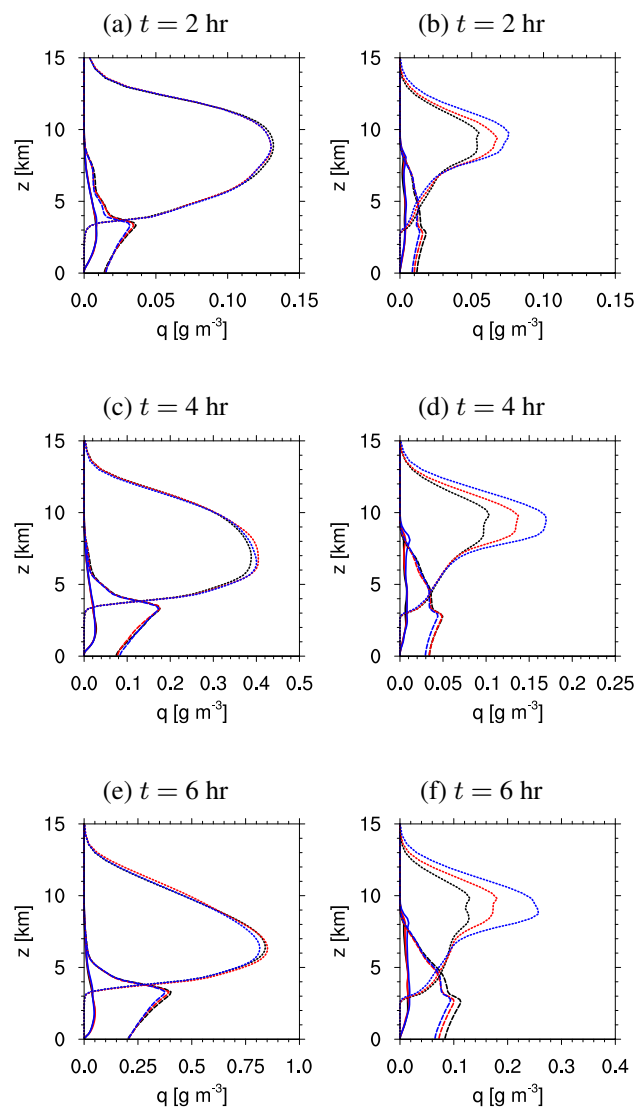 (a) t = 2 hr
(b) t = 2 hr
15
10
5
0
z [km]
0.0 0.05 0.10 0.15
q [g m-3]
15
10
5
0
z [km]
0.0 0.05 0.10 0.15
q [g m-3]
(c) t = 4 hr
(d) t = 4 hr
15
10
5
0
z [km]
0.0 0.1 0.2 0.3 0.4 0.5
q [g m-3]
15
10
5
0
z [km]
0.0 0.05 0.10 0.15 0.20 0.25
q [g m-3]
(e) t = 6 hr
(f) t = 6 hr
15
10
5
0
z [km]
0.0 0.25 0.5 0.75 1.0
q [g m-3]
15
10
5
0
z [km]
0.0 0.1 0.2 0.3 0.4
q [g m-3]